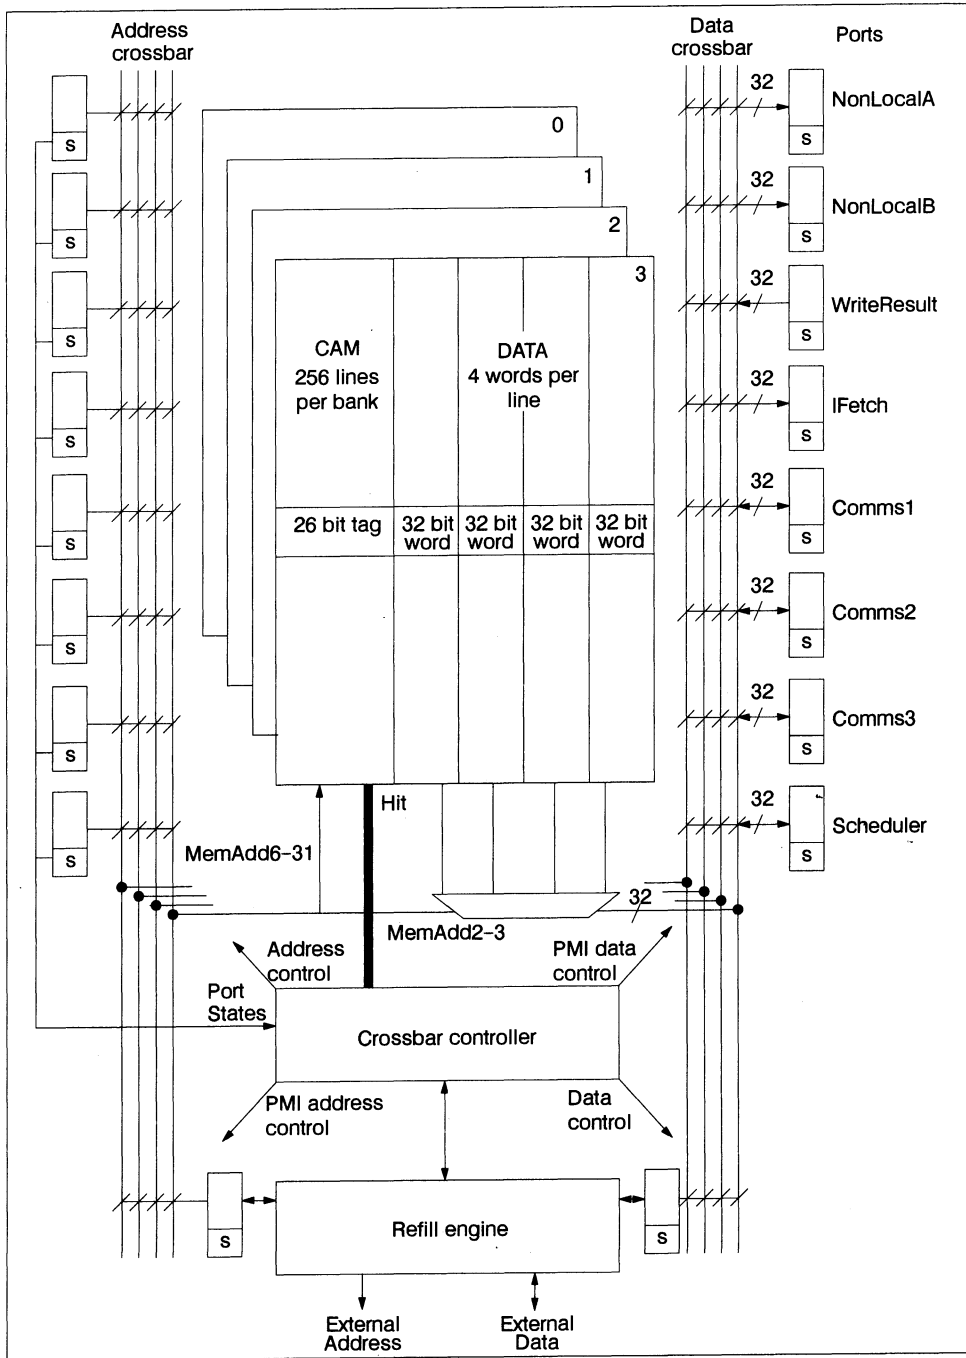 Address
crossbar
Data
crossbar
Ports
32
NonLocalA
S
0
S
1
32
NonLocalB
S
2
S
3
32
WriteResult
S
S
CAM
256 lines
per bank
DATA
4 words per
line
32
IFetch
S
S
32
Comms1
26 bit tag
32 bit
word
32 bit
word
32 bit
word
32 bit
word
S
S
32
Comms2
S
S
32
Comms3
S
S
Hit
32
Scheduler
MemAdd6-31
S
S
32
MemAdd2-3
Address
control
PMI data
control
Port
States
Crossbar controller
PMI address
control
Data
control
Refill engine
S
S
External
Address
External
Data